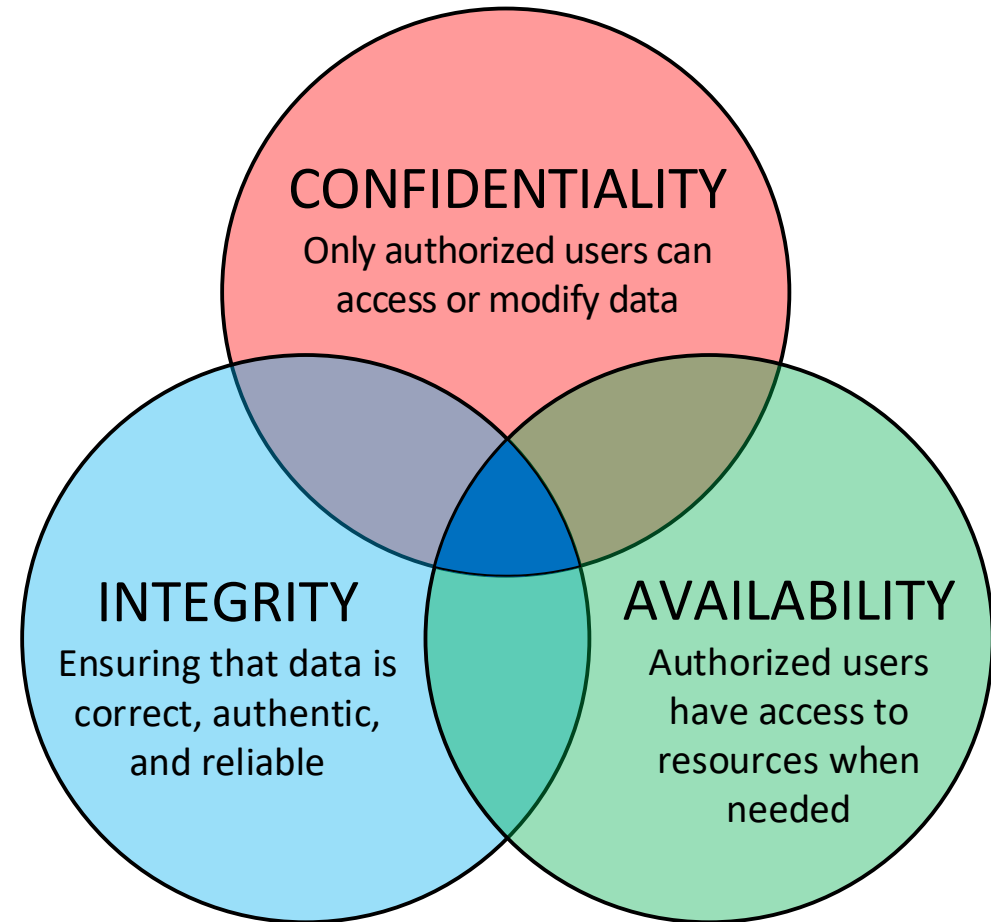 CONFIDENTIALITY
Only authorized users can
access or modify data
INTEGRITY
Ensuring that data is
correct, authentic,
and reliable
AVAILABILITY
Authorized users
have access to
resources when
needed